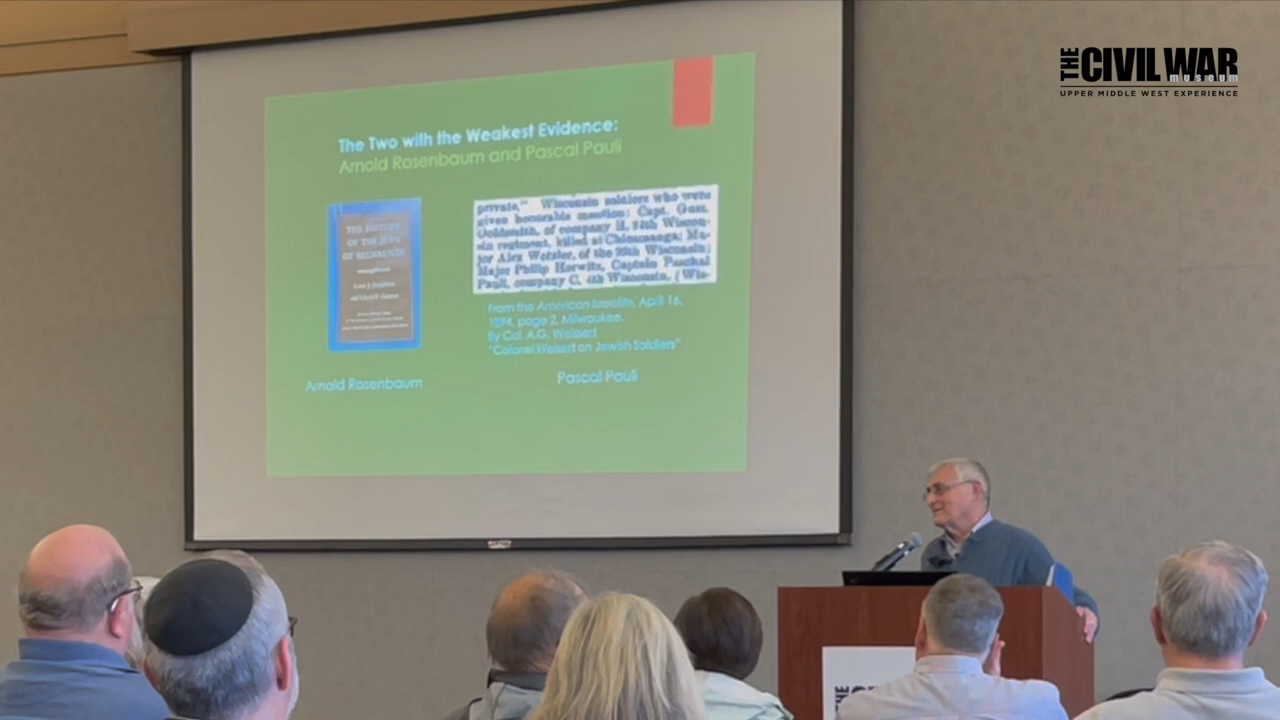 THE CIVIL WAR
museum
UPPER MIDDLE WEST EXPERIENCE
The Two with the Weakest Evidence:
Arnold Rosenbaum and Pascal Pauli
THE HISTORY
OF THE JEWS
OF MILWAUKEE
private." Wisconsin soldiers who were
given honorable mention: Capt. Gust.
Goldsmith, of company H, 24th Wiscon-
sin regiment, killed at Chicamauga; Ma-
jor Alex Wetzler, of the Wisconsin;
Major Philip Horwitz, Captain Paschal
Pauli, company C, 4th Wisconsin. (Wis-
From the American Israelite, April 16,
1894, page 2, Milwaukee.
By Col. A.G. Weissert
"Colonel Weisert on Jewish Soldiers"
Arnold Rosenbaum
Pascal Pauli
THE